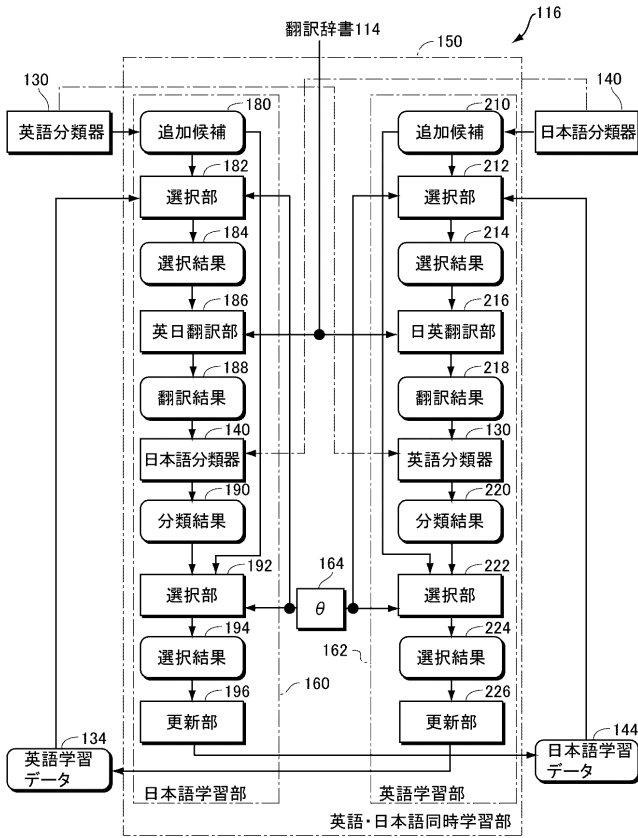 翻訳辞書114
116
150
130
英語分類器
140
日本語分類器
180
追加候補
182
選択部
184
選択結果
186
英日翻訳部
188
翻訳結果
140
日本語分類器
190
分類結果
192
選択部
194
選択結果
196
更新部
160
日本語学習部
164
θ
210
追加候補
212
選択部
214
選択結果
216
日英翻訳部
218
翻訳結果
130
英語分類器
220
分類結果
222
選択部
224
選択結果
162
226
更新部
英語学習部
134
英語学習
データ
144
日本語学習
データ
英語・日本語同時学習部